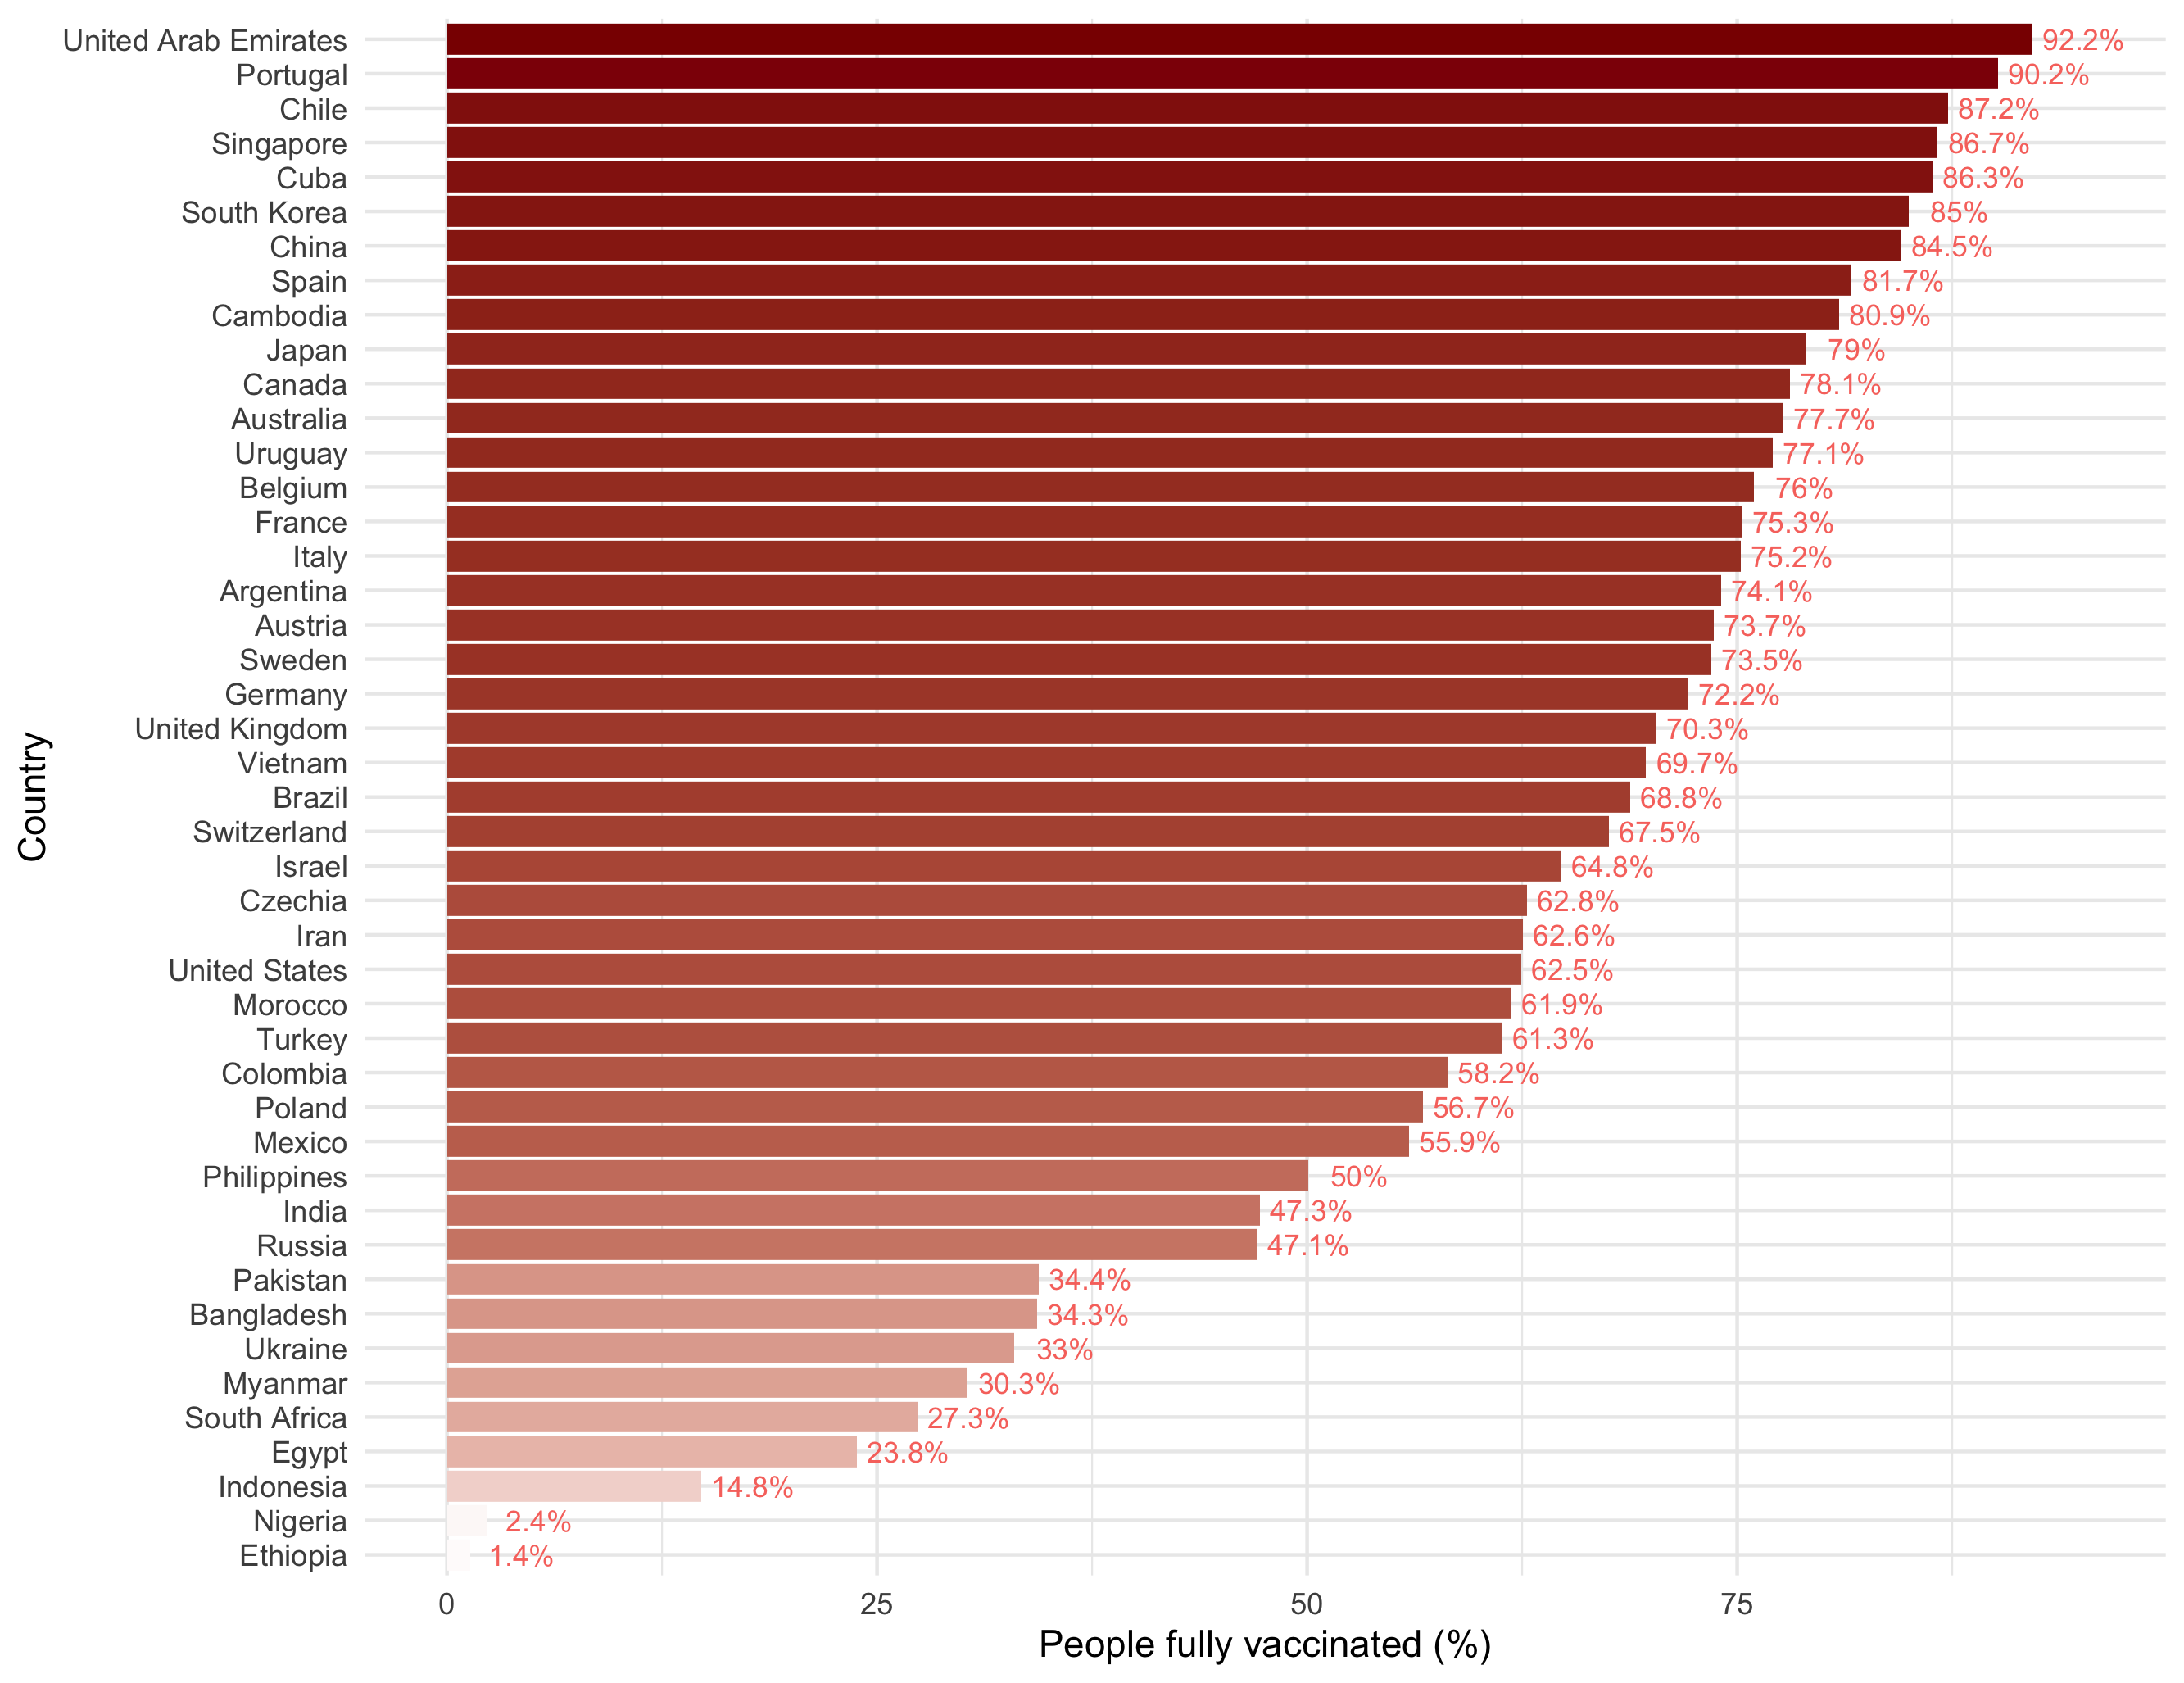 United Arab Emirates 92.2%
Portugal 90.2%
Chile 87.2%
Singapore 86.7%
Cuba 86.3%
South Korea 85%
China 84.5%
Spain 81.7%
Cambodia 80.9%
Japan 79%
Canada 78.1%
Australia 77.7%
Uruguay 77.1%
Belgium 76%
France 75.3%
Italy 75.2%
Argentina 74.1%
Austria 73.7%
Sweden 73.5%
Germany 72.2%
United Kingdom 70.3%
Vietnam 69.7%
Brazil 68.8%
Switzerland 67.5%
Israel 64.8%
Czechia 62.8%
Iran 62.6%
United States 62.5%
Morocco 61.9%
Turkey 61.3%
Colombia 58.2%
Poland 56.7%
Mexico 55.9%
Philippines 50%
India 47.3%
Russia 47.1%
Pakistan 34.4%
Bangladesh 34.3%
Ukraine 33%
Myanmar 30.3%
South Africa 27.3%
Egypt 23.8%
Indonesia 14.8%
Nigeria 2.4%
Ethiopia 1.4%
Country
0 25 50 75
People fully vaccinated (%)